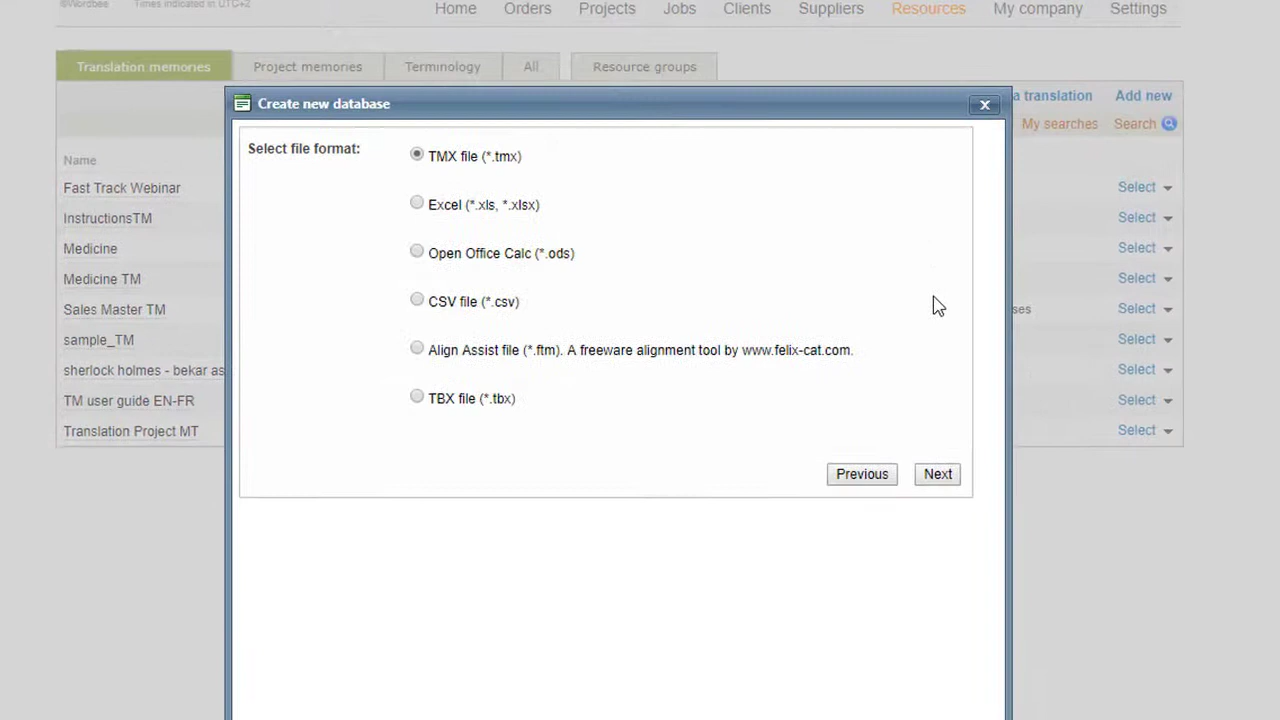 ©Wordbee Times indicated in UTC+2
Home Orders Projects Jobs Clients Suppliers Resources My company Settings
Translation memories Project memories Terminology All Resource groups
Create new database x
a translation Add new
My searches Search
Select file format:
TMX file (*.tmx)
Excel (*.xls, *.xlsx)
Open Office Calc (*.ods)
CSV file (*.csv)
Align Assist file (*.ftm). A freeware alignment tool by www.felix-cat.com.
TBX file (*.tbx)
Previous Next
Name
Fast Track Webinar Select
InstructionsTM Select
Medicine Select
Medicine TM Select
Sales Master TM ses Select
sample_TM Select
sherlock holmes - bekar as Select
TM user guide EN-FR Select
Translation Project MT Select